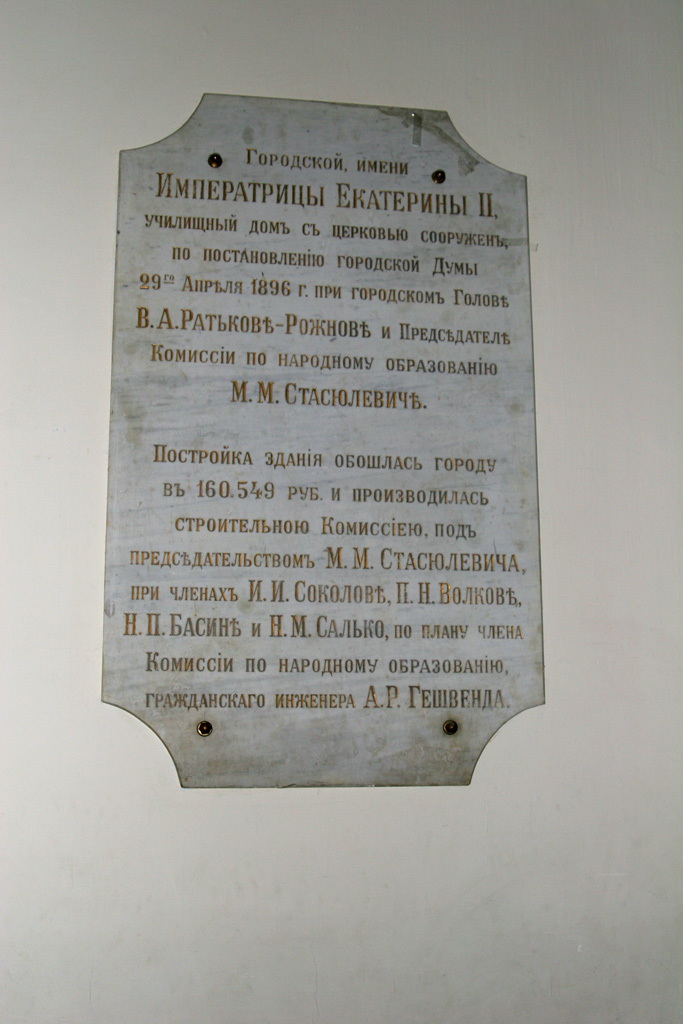 Городской, имени
Императрицы Екатерины II,
училищный домъ съ церковью сооруженъ,
по постановленію городской Думы
29го Апрѣля 1896 г. при городскомъ Головѣ
В. А. Ратьковѣ-Рожновѣ и Предсѣдателѣ
Комиссіи по народному образованію
М. М. Стасюлевичѣ.
Постройка зданія обошлась городу
въ 160.549 руб. и производилась
строительною Комиссіею, подъ
предсѣдательствомъ М. М. Стасюлевича,
при членахъ И. И. Соколовѣ, П. Н. Волковѣ,
Н. П. Басинѣ и Н. М. Салько, по плану члена
Комиссіи по народному образованію,
гражданскаго инженера А. Р. Гешвенда.